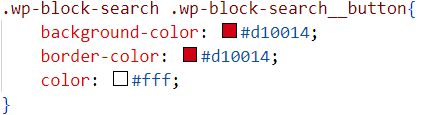 .wp-block-search .wp-block-search__button{
    background-color: #d10014;
    border-color: #d10014;
    color: #fff;
}